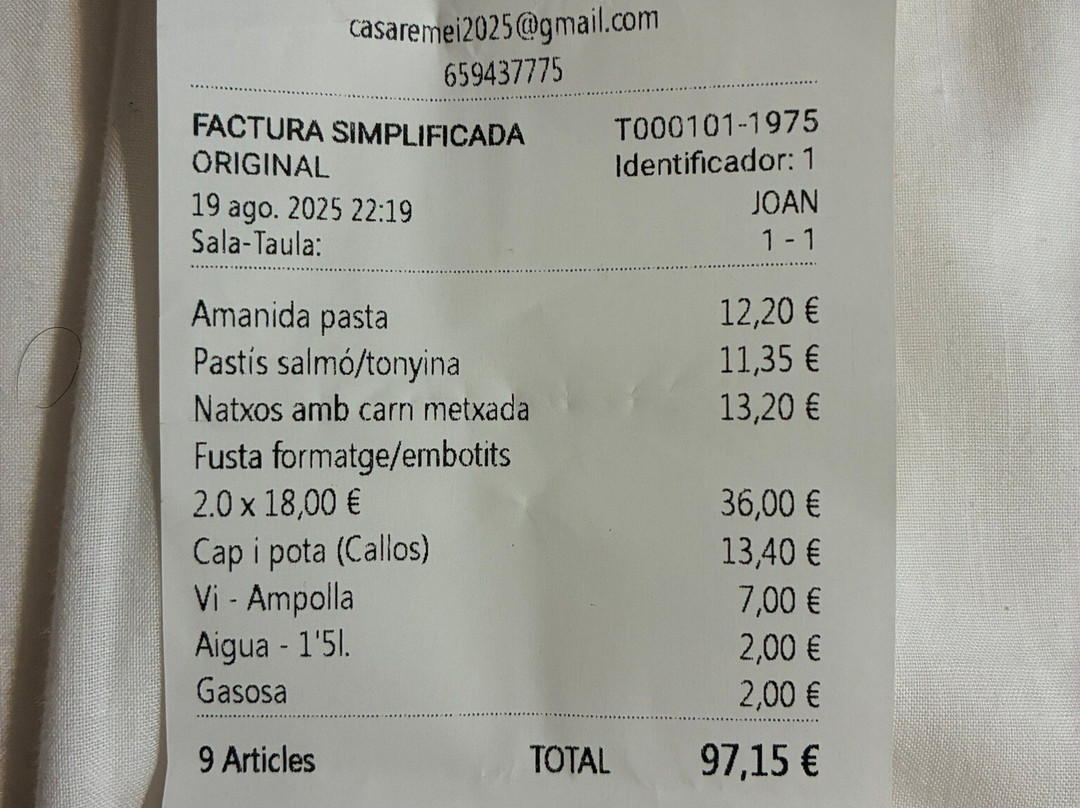 casaremei2025@gmail.com
659437775
FACTURA SIMPLIFICADA T000101-1975
ORIGINAL Identificador: 1
19 ago. 2025 22:19 JOAN
Sala-Taula: 1 - 1
Amanida pasta 12,20 €
Pastís salmó/tonyina 11,35 €
Natxos amb carn metxada 13,20 €
Fusta formatge/embotits
2.0 x 18,00 € 36,00 €
Cap i pota (Callos) 13,40 €
Vi - Ampolla 7,00 €
Aigua - 1'5l. 2,00 €
Gasosa 2,00 €
9 Articles TOTAL 97,15 €